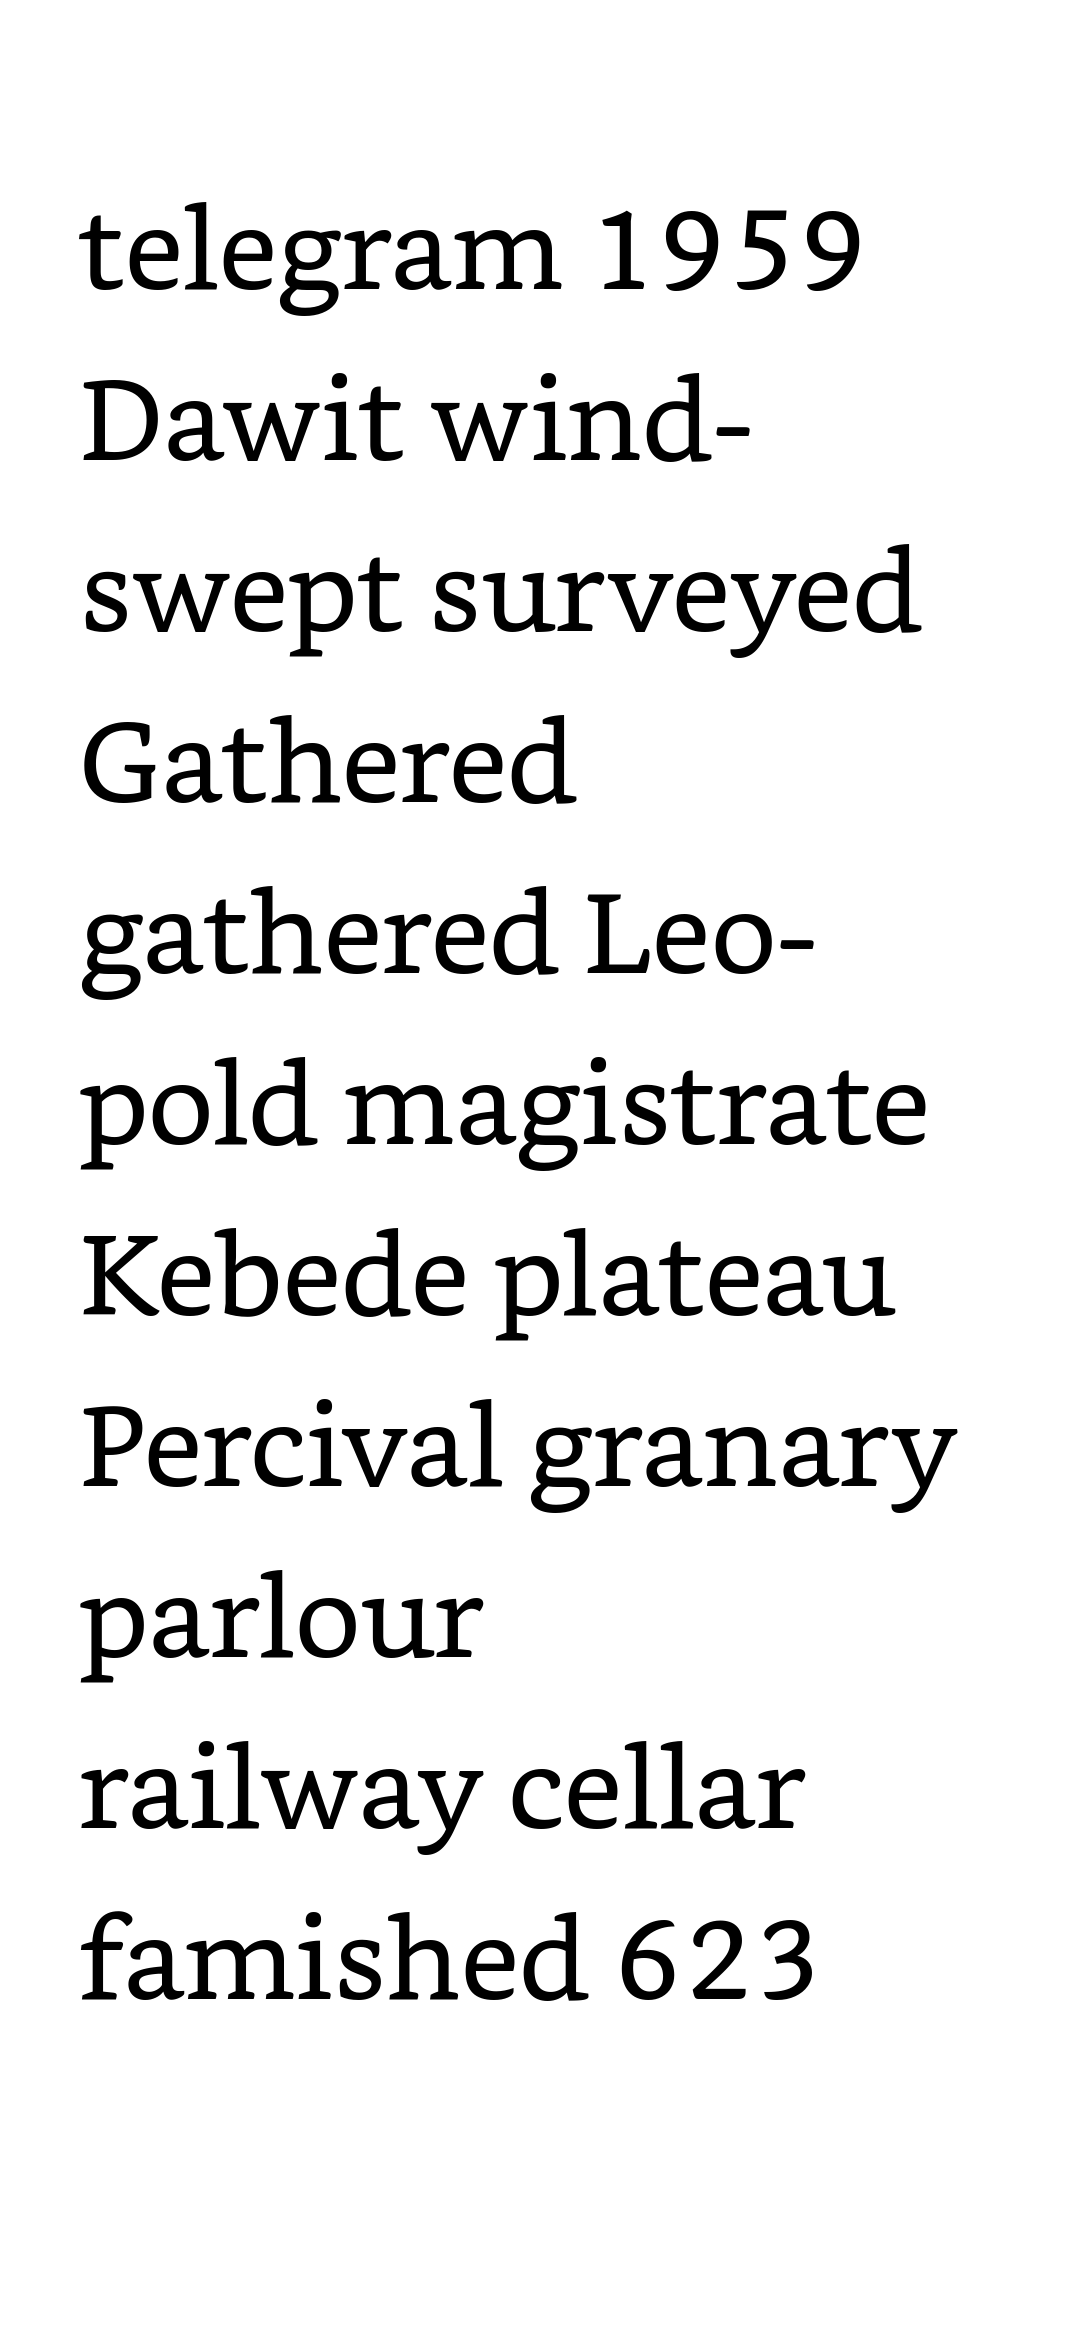 telegram 1959
Dawit wind-
swept surveyed
Gathered
gathered Leo-
pold magistrate
Kebede plateau
Percival granary
parlour
railway cellar
famished 623